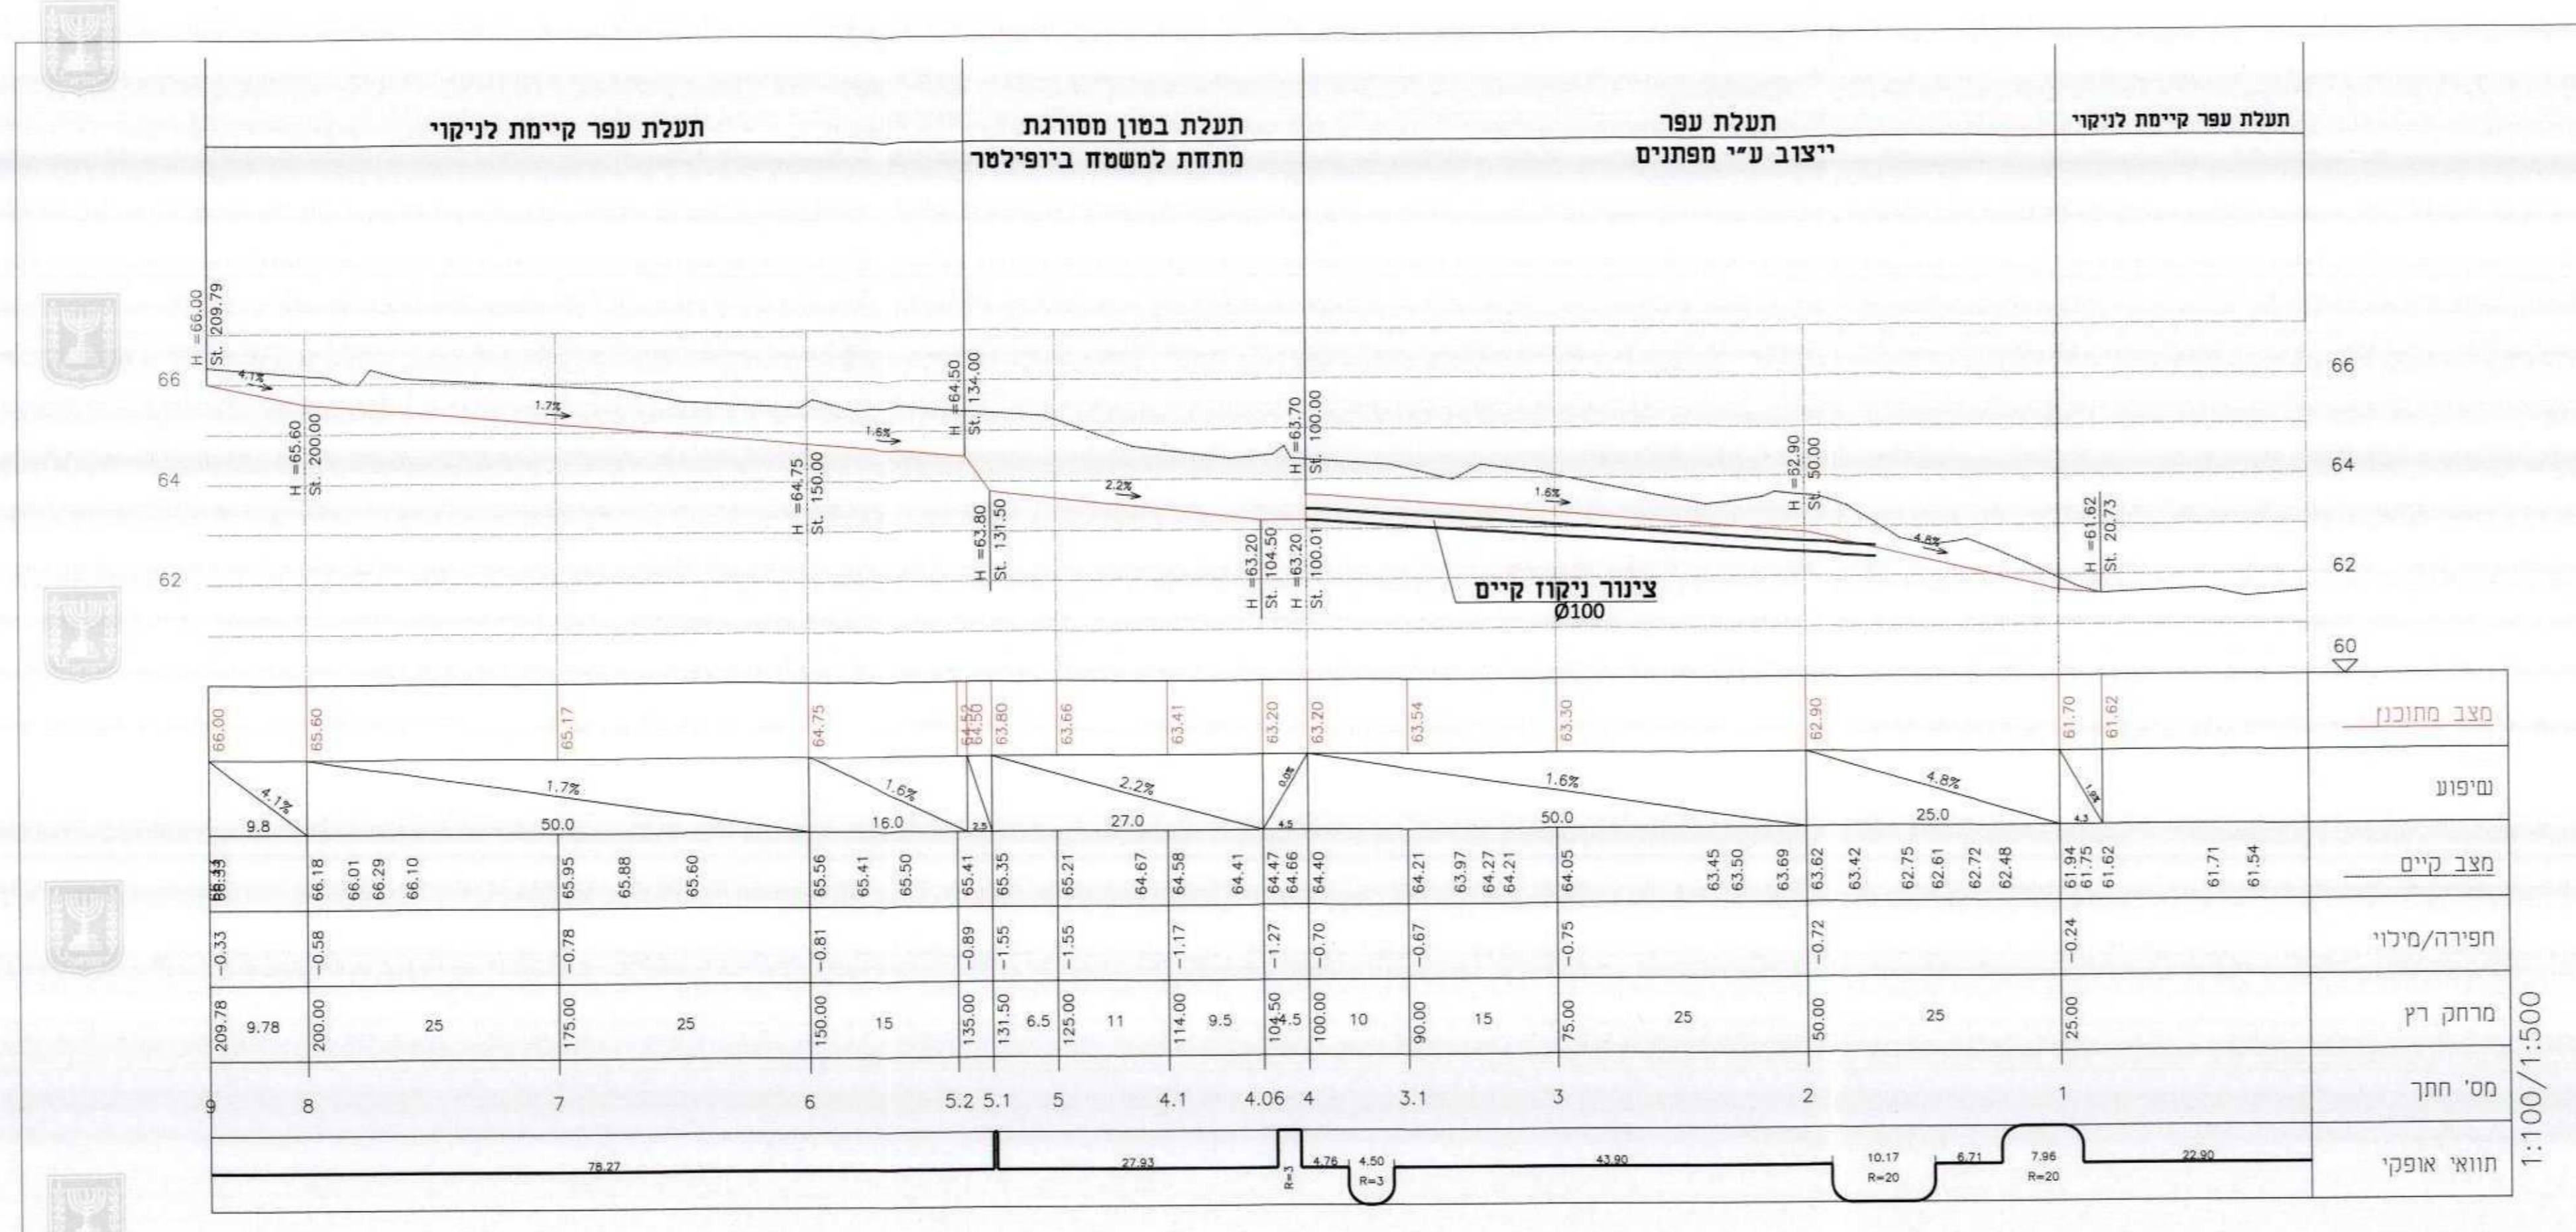 תעלת עפר קיימת לניקוי
תעלת בטון מסורגת
מתחת למשטח ביופילטר
תעלת עפר
ייצוב ע״י מפתנים
תעלת עפר קיימת לניקוי
H =66.00
St. 209.79
H =65.60
St. 200.00
H =64.75
St. 150.00
H =64.50
St. 134.00
H =63.80
St. 131.50
H =63.20
St. 104.50
H =63.20
St. 100.01
H =63.70
St. 100.00
H =62.90
St. 50.00
H =61.62
St. 20.73
4.1% 1.7% 1.6% 2.2% 1.6% 4.8%
66 66
64 64
62 62
60
צינור ניקוז קיים
Ø100
מצב מתוכנן
66.00 65.60 65.17 64.75 64.52 64.50 63.80 63.66 63.41 63.20 63.20 63.54 63.30 62.90 61.70 61.62
שיפוע
4.1% 1.7% 1.6% 2.2% 0.0% 1.6% 4.8% 1.9%
9.8 50.0 16.0 2.5 27.0 4.5 50.0 25.0 4.3
מצב קיים
66.33 66.18 66.01 66.29 66.10 65.95 65.88 65.60 65.56 65.41 65.50 65.41 65.35 65.21 64.67 64.58 64.41 64.47 64.66 64.40 64.21 63.97 64.27 64.21 64.05 63.45 63.50 63.69 63.62 63.42 62.75 62.61 62.72 62.48 61.94 61.75 61.62 61.71 61.54
חפירה/מילוי
-0.33 -0.58 -0.78 -0.81 -0.89 -1.55 -1.55 -1.17 -1.27 -0.70 -0.67 -0.75 -0.72 -0.24
מרחק רץ
209.78 9.78 200.00 25 175.00 25 150.00 15 135.00 131.50 6.5 125.00 11 114.00 9.5 104.50 4.5 100.00 10 90.00 15 75.00 25 50.00 25 25.00
מס' חתך
9 8 7 6 5.2 5.1 5 4.1 4.06 4 3.1 3 2 1
תוואי אופקי
78.27 27.93 R=3 4.76 4.50 R=3 43.90 10.17 R=20 6.71 7.96 R=20 22.90
1:100/1:500